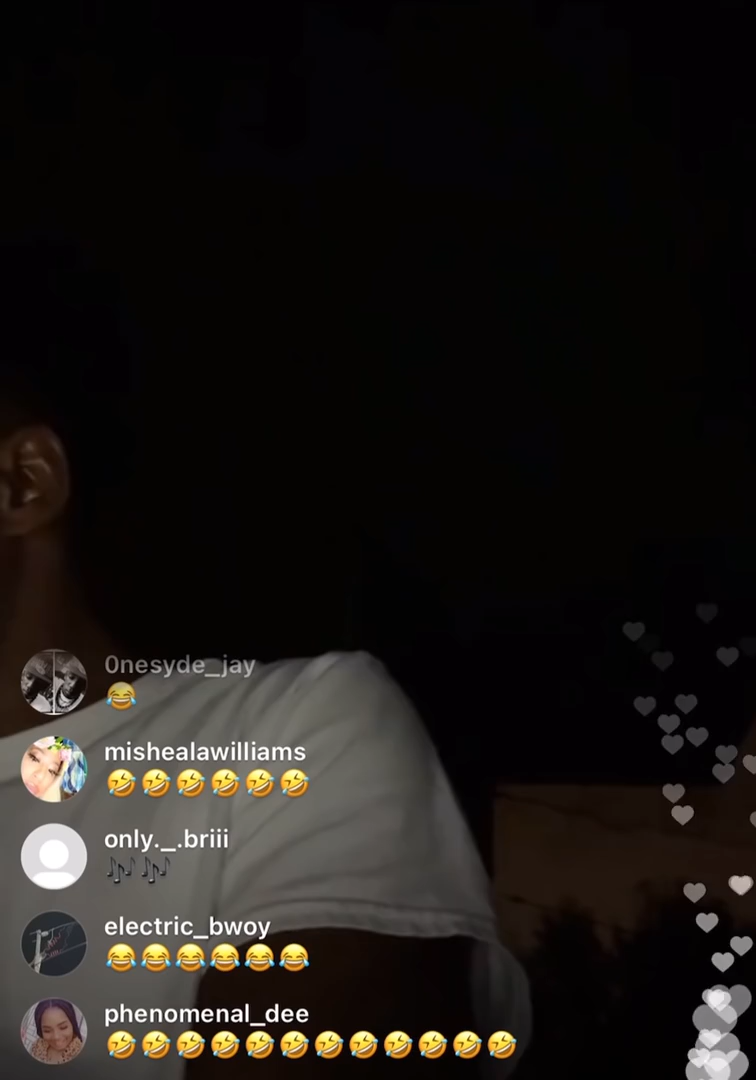 0nesyde_jay
😂
mishealawilliams
🤣🤣🤣🤣🤣🤣
only._.briii
🎶🎶
electric_bwoy
😂😂😂😂😂😂
phenomenal_dee
🤣🤣🤣🤣🤣🤣🤣🤣🤣🤣🤣🤣